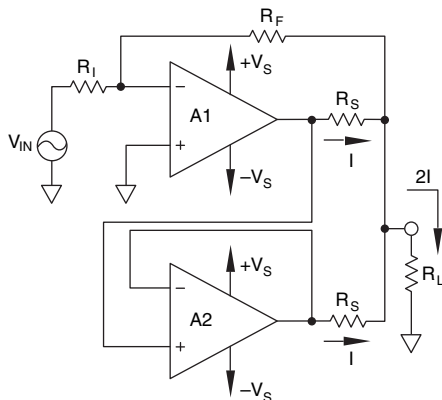 R_F
R_I
+V_S
−
A1
R_S
V_IN
+
I
−V_S
2I
+V_S
−
R_L
A2
R_S
+
I
−V_S